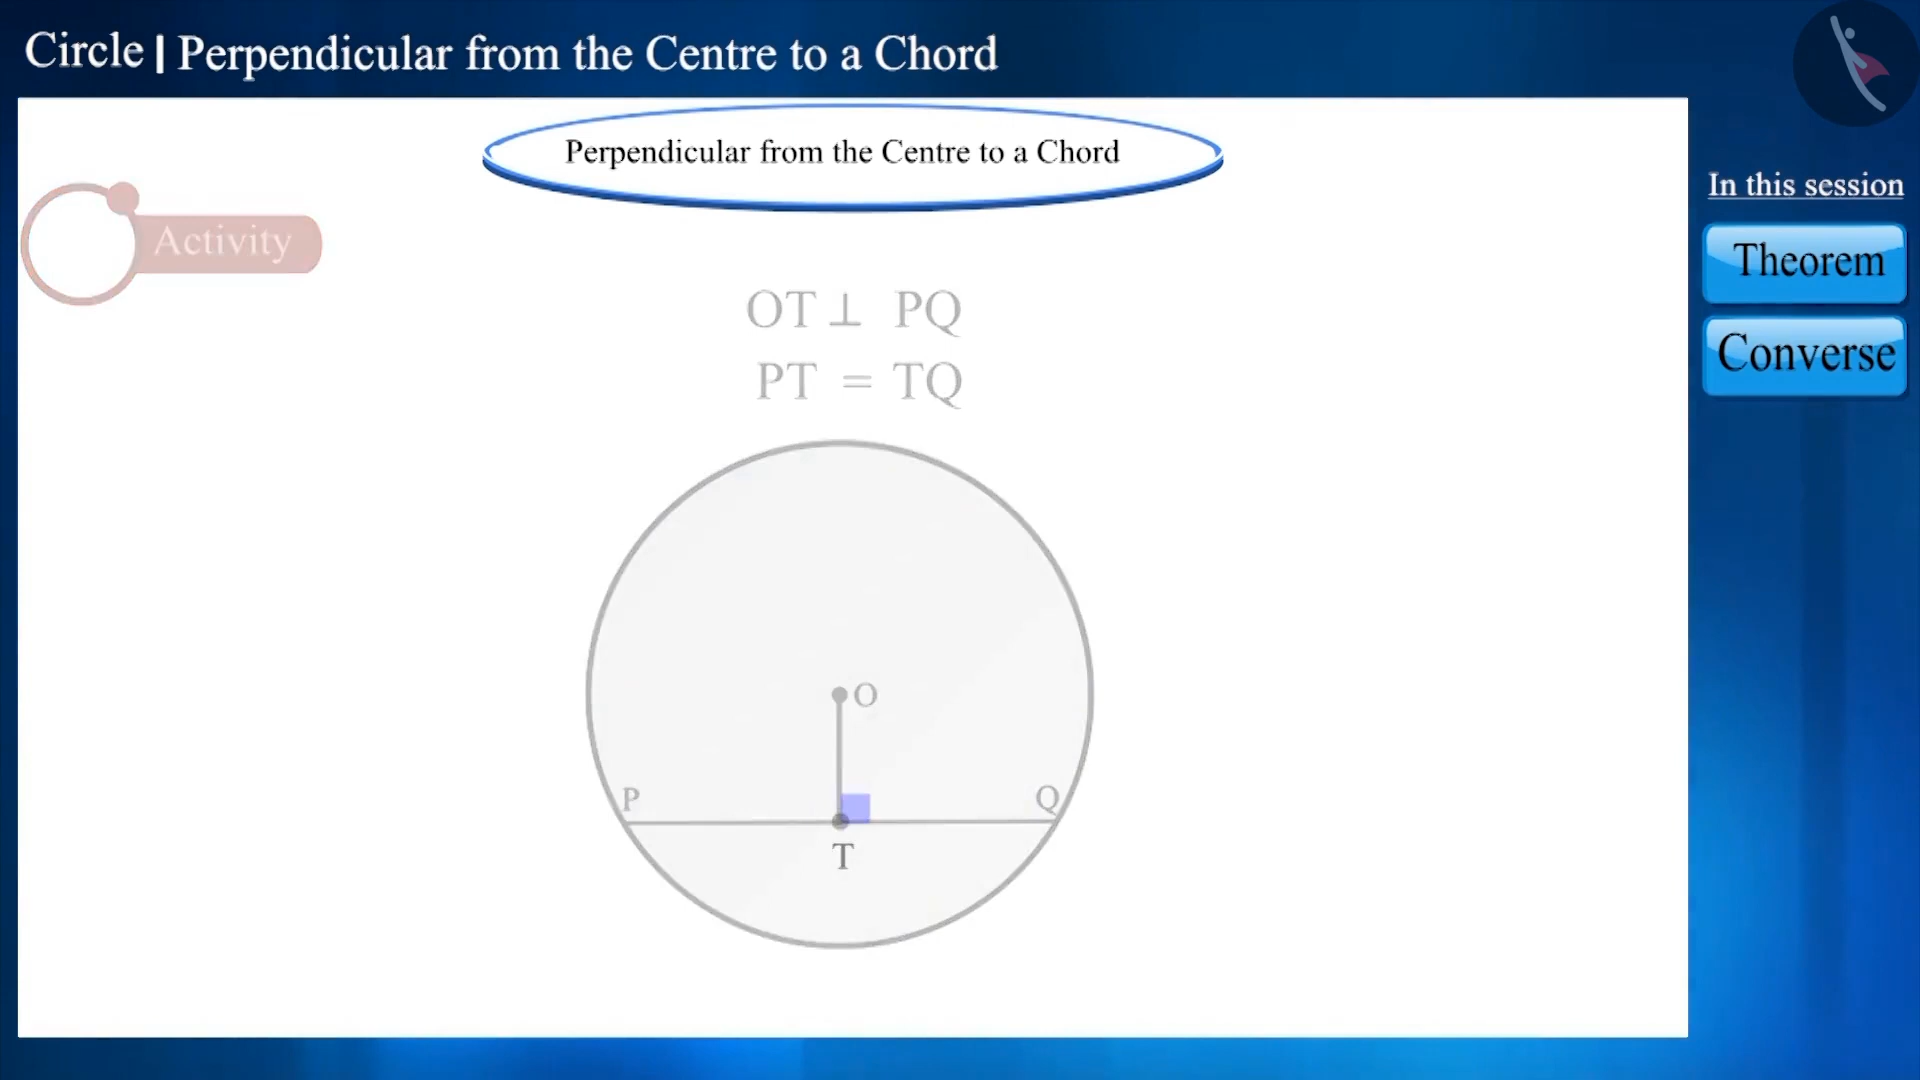 Circle | Perpendicular from the Centre to a Chord
Perpendicular from the Centre to a Chord
In this session
Activity
Theorem
OT ⊥ PQ
Converse
PT = TQ
O
P
Q
T